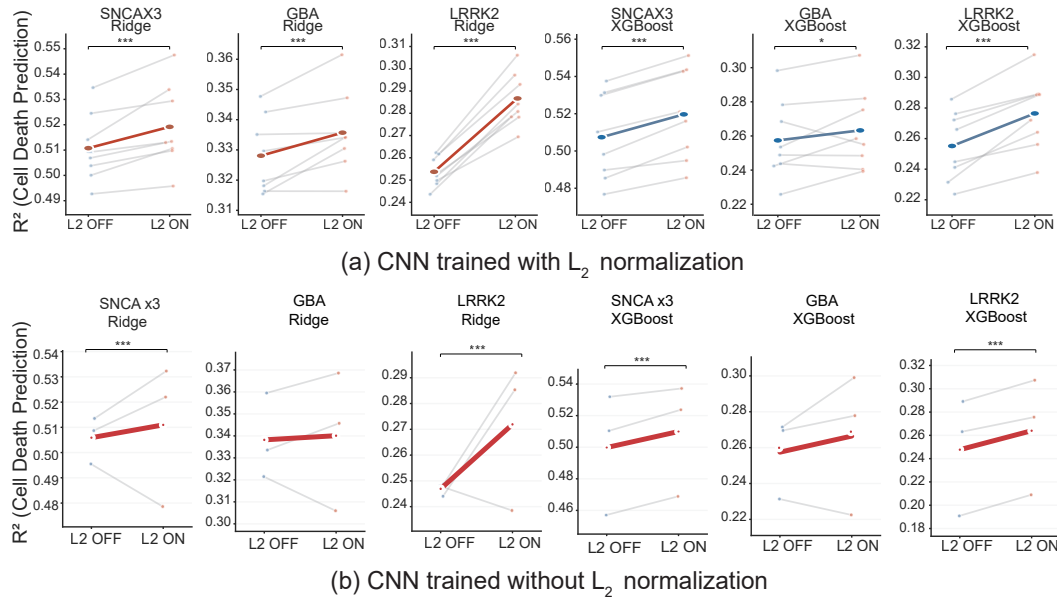 SNCAX3
Ridge
GBA
Ridge
LRRK2
Ridge
SNCAX3
XGBoost
GBA
XGBoost
LRRK2
XGBoost
R² (Cell Death Prediction)
0.55
0.53
0.52
0.51
0.50
0.49
***
L2 OFF L2 ON
0.36
0.35
0.34
0.33
0.32
0.31
***
L2 OFF L2 ON
0.31
0.30
0.29
0.28
0.27
0.26
0.25
0.24
***
L2 OFF L2 ON
0.54
0.52
0.50
0.48
***
L2 OFF L2 ON
0.30
0.28
0.26
0.24
0.22
*
L2 OFF L2 ON
0.32
0.30
0.28
0.26
0.24
0.22
***
L2 OFF L2 ON
(a) CNN trained with L₂ normalization
SNCA x3
Ridge
GBA
Ridge
LRRK2
Ridge
SNCA x3
XGBoost
GBA
XGBoost
LRRK2
XGBoost
R² (Cell Death Prediction)
0.54
0.53
0.52
0.51
0.50
0.49
0.48
***
L2 OFF L2 ON
0.37
0.36
0.35
0.34
0.33
0.32
0.31
0.30
L2 OFF L2 ON
0.29
0.28
0.27
0.26
0.25
0.24
***
L2 OFF L2 ON
0.54
0.52
0.50
0.46
***
L2 OFF L2 ON
0.30
0.28
0.26
0.24
0.22
L2 OFF L2 ON
0.32
0.30
0.28
0.26
0.24
0.22
0.20
0.18
***
L2 OFF L2 ON
(b) CNN trained without L₂ normalization